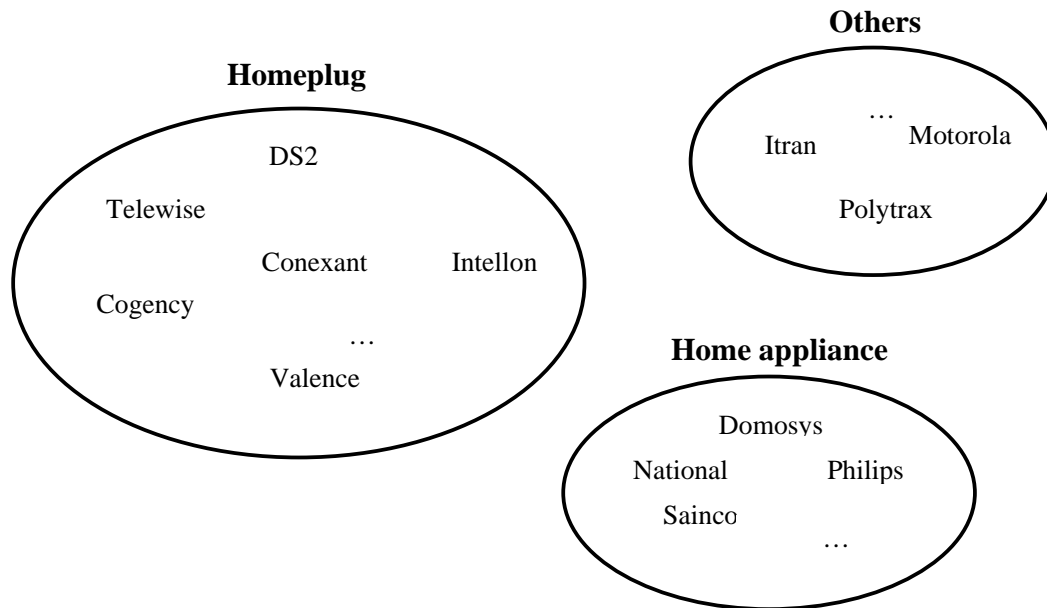 Others
Homeplug
…
Itran
Motorola
Polytrax
DS2
Telewise
Conexant
Intellon
Cogency
…
Valence
Home appliance
Domosys
National
Philips
Sainco
…